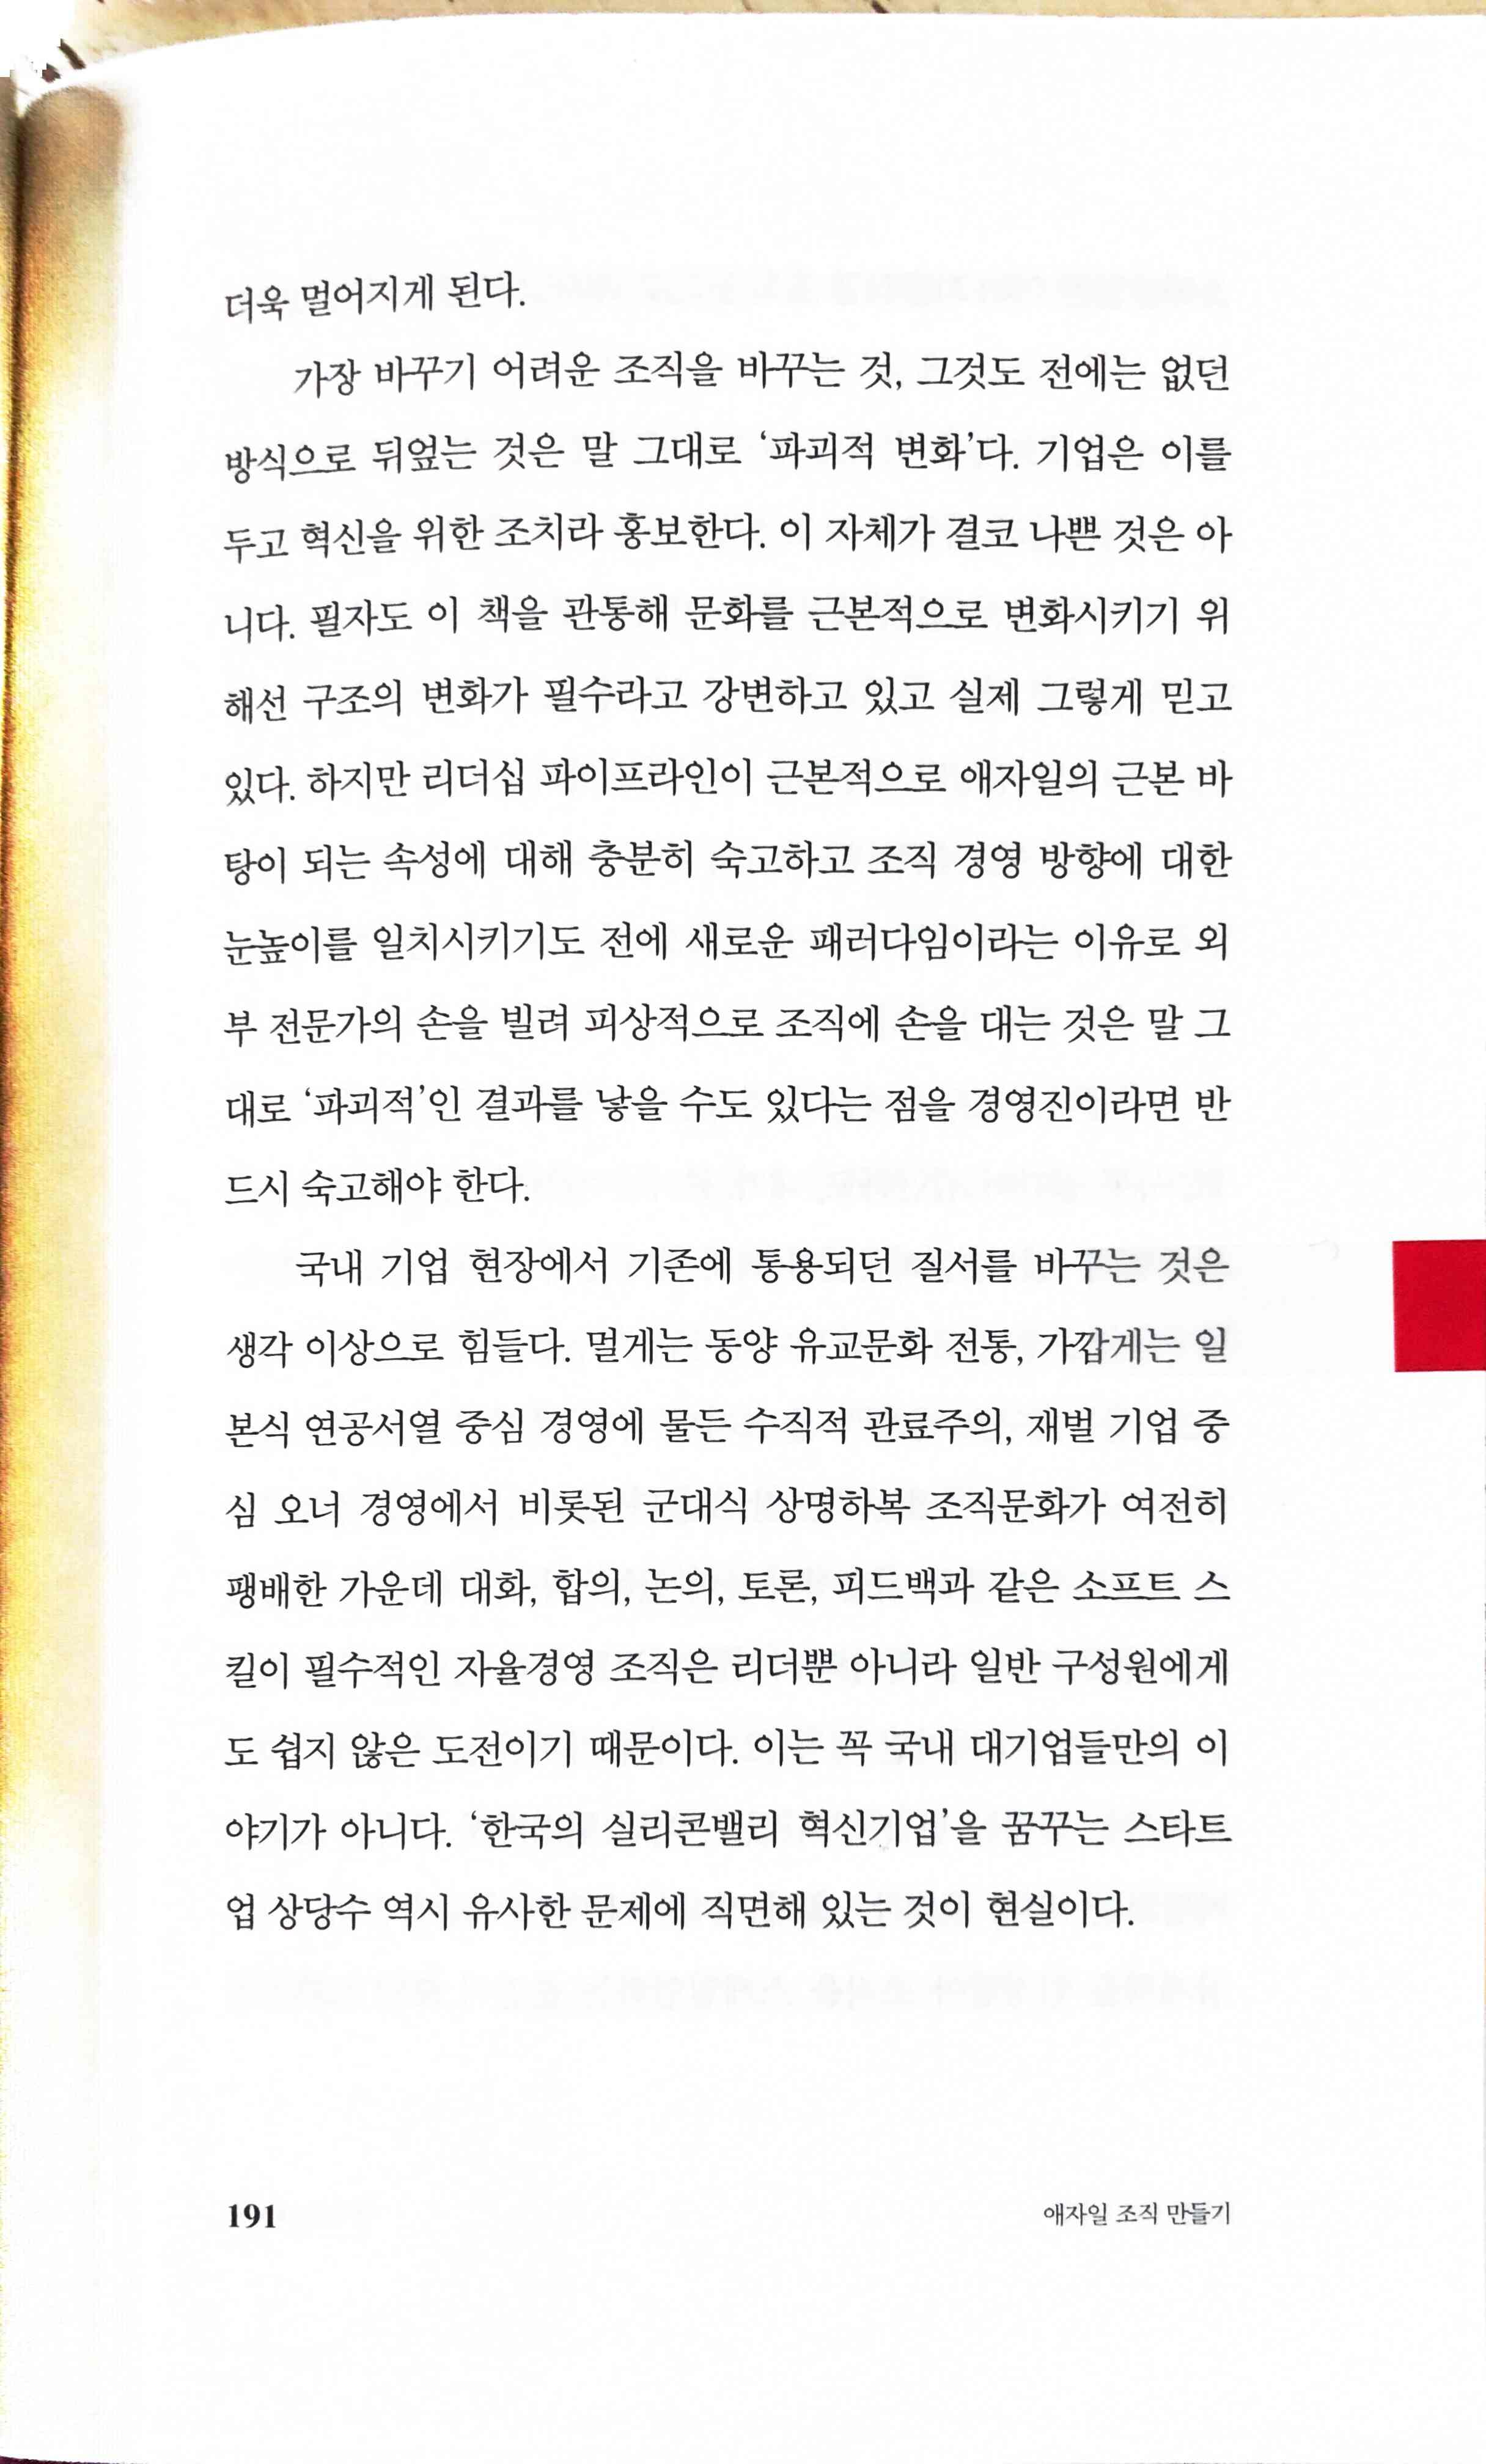 더욱 멀어지게 된다.
가장 바꾸기 어려운 조직을 바꾸는 것, 그것도 전에는 없던
방식으로 뒤엎는 것은 말 그대로 ‘파괴적 변화’다. 기업은 이를
두고 혁신을 위한 조치라 홍보한다. 이 자체가 결코 나쁜 것은 아
니다. 필자도 이 책을 관통해 문화를 근본적으로 변화시키기 위
해선 구조의 변화가 필수라고 강변하고 있고 실제 그렇게 믿고
있다. 하지만 리더십 파이프라인이 근본적으로 애자일의 근본 바
탕이 되는 속성에 대해 충분히 숙고하고 조직 경영 방향에 대한
눈높이를 일치시키기도 전에 새로운 패러다임이라는 이유로 외
부 전문가의 손을 빌려 피상적으로 조직에 손을 대는 것은 말 그
대로 ‘파괴적’인 결과를 낳을 수도 있다는 점을 경영진이라면 반
드시 숙고해야 한다.
국내 기업 현장에서 기존에 통용되던 질서를 바꾸는 것은
생각 이상으로 힘들다. 멀게는 동양 유교문화 전통, 가깝게는 일
본식 연공서열 중심 경영에 물든 수직적 관료주의, 재벌 기업 중
심 오너 경영에서 비롯된 군대식 상명하복 조직문화가 여전히
팽배한 가운데 대화, 합의, 논의, 토론, 피드백과 같은 소프트 스
킬이 필수적인 자율경영 조직은 리더뿐 아니라 일반 구성원에게
도 쉽지 않은 도전이기 때문이다. 이는 꼭 국내 대기업들만의 이
야기가 아니다. ‘한국의 실리콘밸리 혁신기업’을 꿈꾸는 스타트
업 상당수 역시 유사한 문제에 직면해 있는 것이 현실이다.
191 애자일 조직 만들기